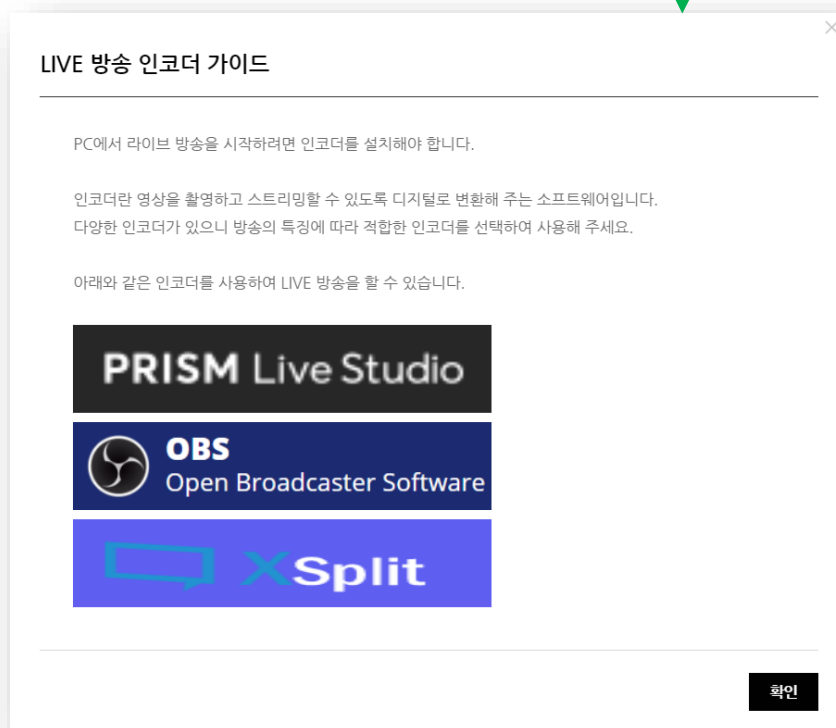 LIVE 방송 인코더 가이드
PC에서 라이브 방송을 시작하려면 인코더를 설치해야 합니다.
인코더란 영상을 촬영하고 스트리밍할 수 있도록 디지털로 변환해 주는 소프트웨어입니다.
다양한 인코더가 있으니 방송의 특징에 따라 적합한 인코더를 선택하여 사용해 주세요.
아래와 같은 인코더를 사용하여 LIVE 방송을 할 수 있습니다.
PRISM Live Studio
OBS
Open Broadcaster Software
XSplit
확인